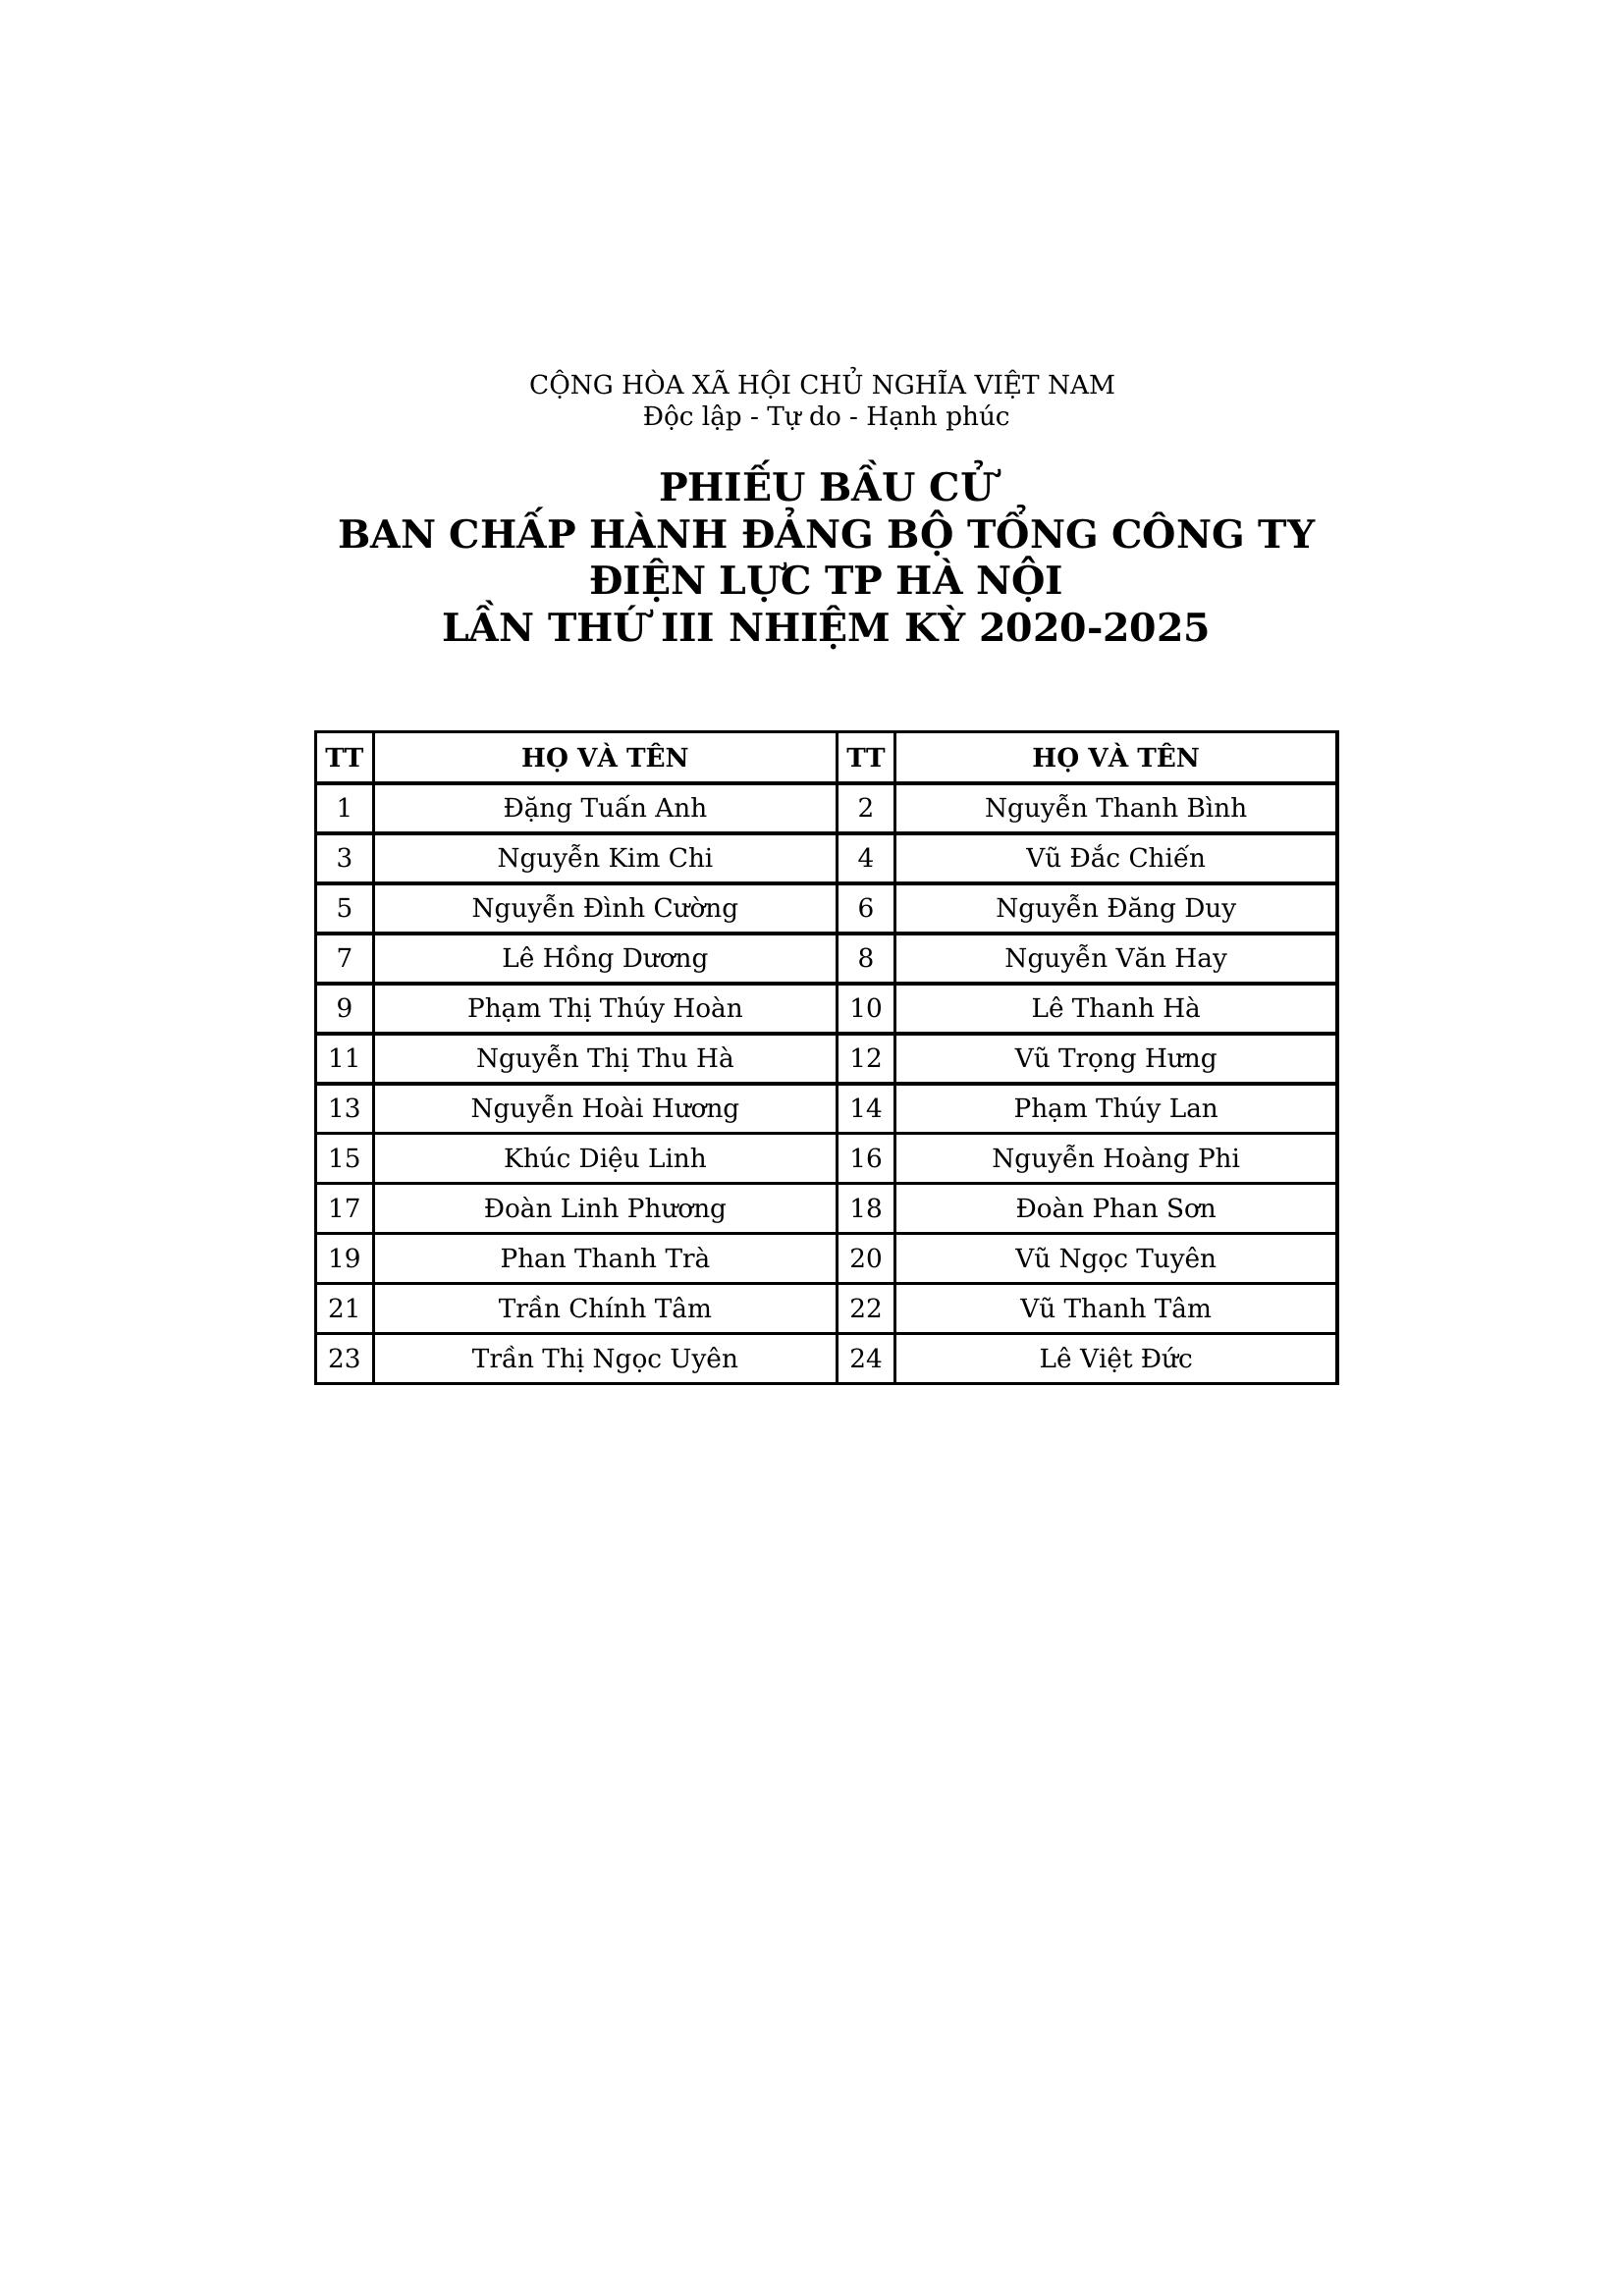 CỘNG HÒA XÃ HỘI CHỦ NGHĨA VIỆT NAM
Độc lập - Tự do - Hạnh phúc
PHIẾU BẦU CỬ
BAN CHẤP HÀNH ĐẢNG BỘ TỔNG CÔNG TY
ĐIỆN LỰC TP HÀ NỘI
LẦN THỨ III NHIỆM KỲ 2020-2025
TT HỌ VÀ TÊN TT HỌ VÀ TÊN
1 Đặng Tuấn Anh 2 Nguyễn Thanh Bình
3 Nguyễn Kim Chi 4 Vũ Đắc Chiến
5 Nguyễn Đình Cường 6 Nguyễn Đăng Duy
7 Lê Hồng Dương 8 Nguyễn Văn Hay
9 Phạm Thị Thúy Hoàn 10 Lê Thanh Hà
11 Nguyễn Thị Thu Hà 12 Vũ Trọng Hưng
13 Nguyễn Hoài Hương 14 Phạm Thúy Lan
15 Khúc Diệu Linh 16 Nguyễn Hoàng Phi
17 Đoàn Linh Phương 18 Đoàn Phan Sơn
19 Phan Thanh Trà 20 Vũ Ngọc Tuyên
21 Trần Chính Tâm 22 Vũ Thanh Tâm
23 Trần Thị Ngọc Uyên 24 Lê Việt Đức